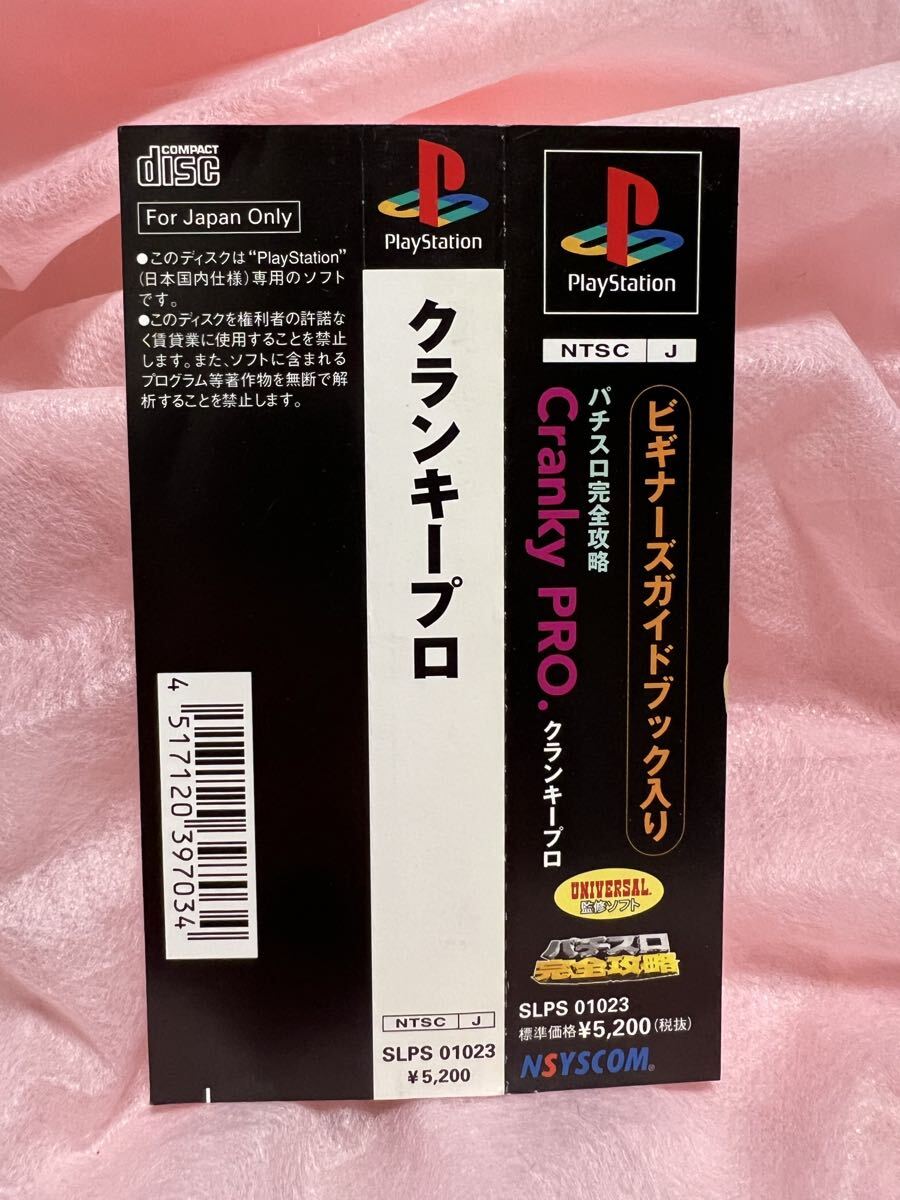 COMPACT
disc
For Japan Only
●このディスクは“PlayStation”
(日本国内仕様)専用のソフト
です。
●このディスクを権利者の許諾な
く賃貸業に使用することを禁止
します。また、ソフトに含まれる
プログラム等著作物を無断で解
析することを禁止します。
4 517120 397034
PlayStation
クランキープロ
NTSC J
SLPS 01023
¥5,200
PlayStation
NTSC J
ビギナーズガイドブック入り
パチスロ完全攻略
Cranky PRO.
クランキープロ
UNIVERSAL.
監修ソフト
パチスロ
完全攻略
SLPS 01023
標準価格¥5,200(税抜)
NSYSCOM®